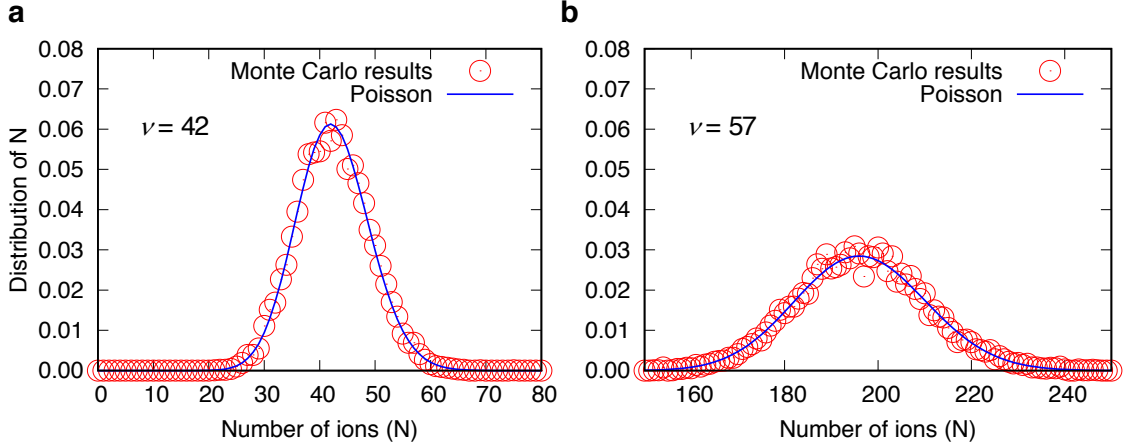 a
0.08
0.07
0.06
0.05
0.04
0.03
0.02
0.01
0.00
Distribution of N
Monte Carlo results
Poisson
ν = 42
0 10 20 30 40 50 60 70 80
Number of ions (N)
b
0.08
0.07
0.06
0.05
0.04
0.03
0.02
0.01
0.00
Monte Carlo results
Poisson
ν = 57
160 180 200 220 240
Number of ions (N)